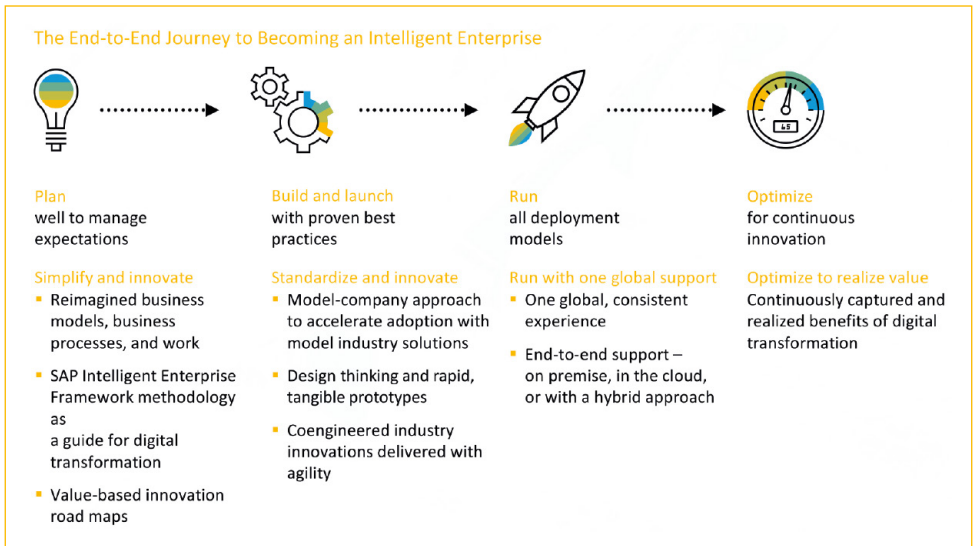 The End-to-End Journey to Becoming an Intelligent Enterprise
45
Plan
well to manage
expectations
Simplify and innovate
▪ Reimagined business
models, business
processes, and work
▪ SAP Intelligent Enterprise
Framework methodology
as
a guide for digital
transformation
▪ Value-based innovation
road maps
Build and launch
with proven best
practices
Standardize and innovate
▪ Model-company approach
to accelerate adoption with
model industry solutions
▪ Design thinking and rapid,
tangible prototypes
▪ Coengineered industry
innovations delivered with
agility
Run
all deployment
models
Run with one global support
▪ One global, consistent
experience
▪ End-to-end support –
on premise, in the cloud,
or with a hybrid approach
Optimize
for continuous
innovation
Optimize to realize value
Continuously captured and
realized benefits of digital
transformation